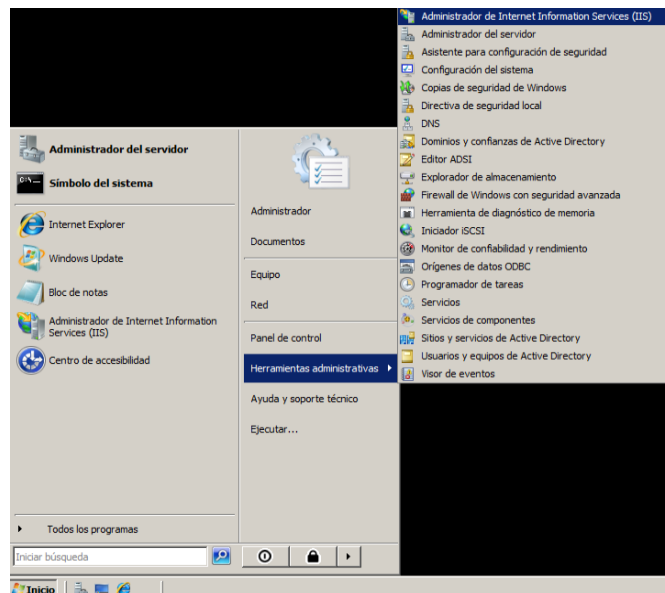 Administrador del servidor
Símbolo del sistema
Internet Explorer
Windows Update
Bloc de notas
Administrador de Internet Information
Services (IIS)
Centro de accesibilidad
Todos los programas
Iniciar búsqueda
Inicio
Administrador
Documentos
Equipo
Red
Panel de control
Herramientas administrativas
Ayuda y soporte técnico
Ejecutar...
Administrador de Internet Information Services (IIS)
Administrador del servidor
Asistente para configuración de seguridad
Configuración del sistema
Copias de seguridad de Windows
Directiva de seguridad local
DNS
Dominios y confianzas de Active Directory
Editor ADSI
Explorador de almacenamiento
Firewall de Windows con seguridad avanzada
Herramienta de diagnóstico de memoria
Iniciador iSCSI
Monitor de confiabilidad y rendimiento
Orígenes de datos ODBC
Programador de tareas
Servicios
Servicios de componentes
Sitios y servicios de Active Directory
Usuarios y equipos de Active Directory
Visor de eventos